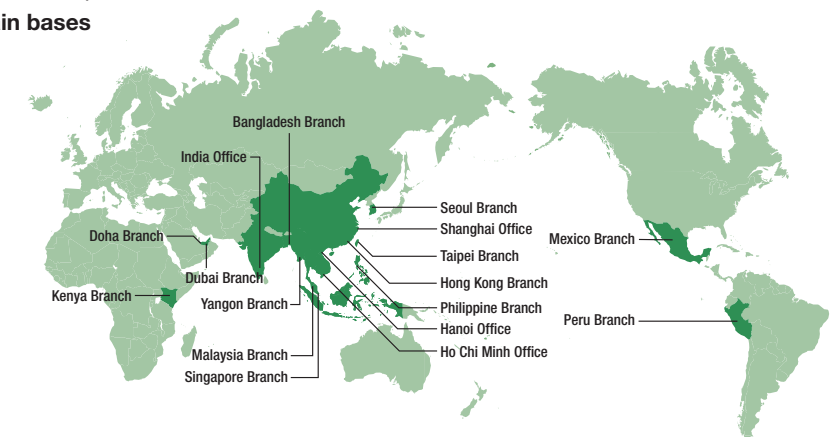 in bases
Bangladesh Branch
India Office
Seoul Branch
Shanghai Office
Doha Branch
Mexico Branch
Taipei Branch
Dubai Branch
Hong Kong Branch
Kenya Branch
Yangon Branch
Philippine Branch
Peru Branch
Hanoi Office
Malaysia Branch
Ho Chi Minh Office
Singapore Branch